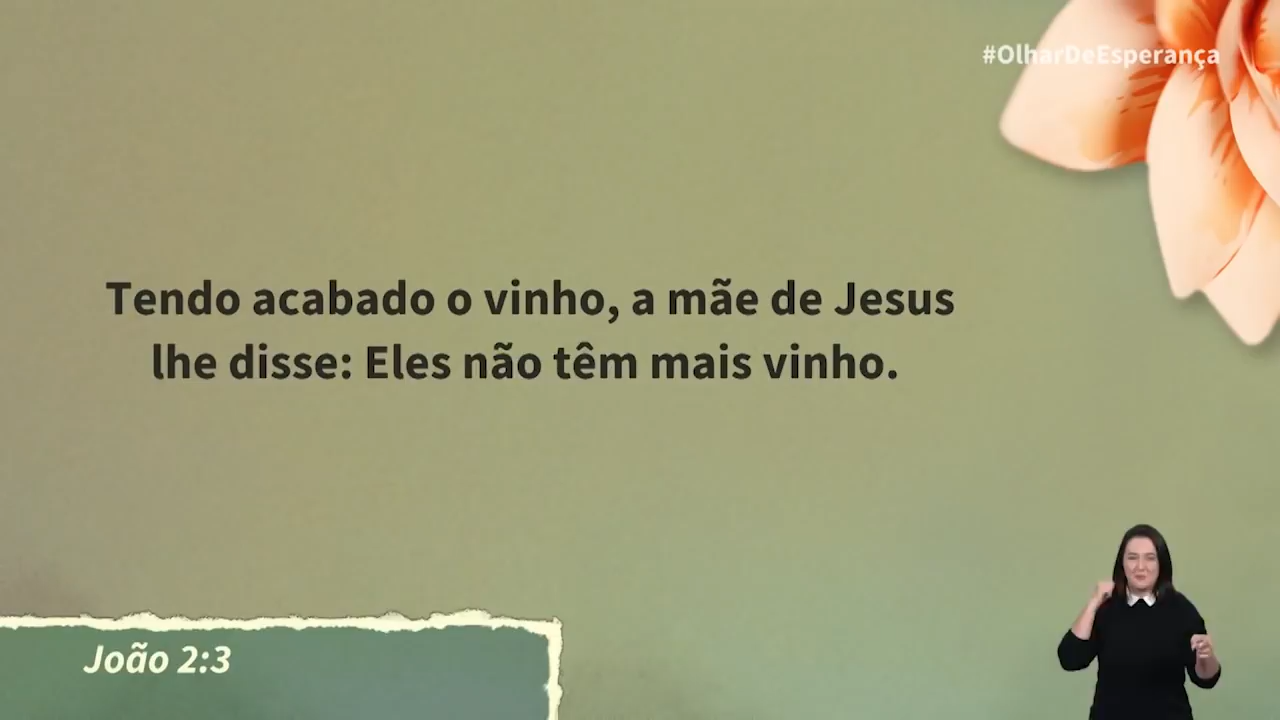 #OlharDeEsperança
Tendo acabado o vinho, a mãe de Jesus
lhe disse: Eles não têm mais vinho.
João 2:3